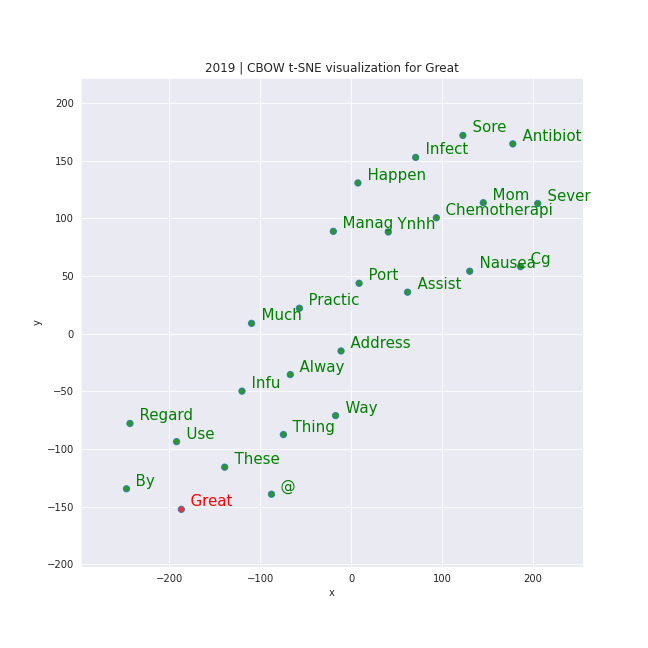 2019 | CBOW t-SNE visualization for Great
200
150
100
50
0
−50
−100
−150
−200
y
Sore
Antibiot
Infect
Happen
Mom
Sever
Chemotherapi
Manag
Ynhh
Nausea
Cg
Port
Assist
Practic
Much
Address
Alway
Infu
Way
Regard
Thing
Use
These
By
@
Great
−200
−100
0
100
200
x